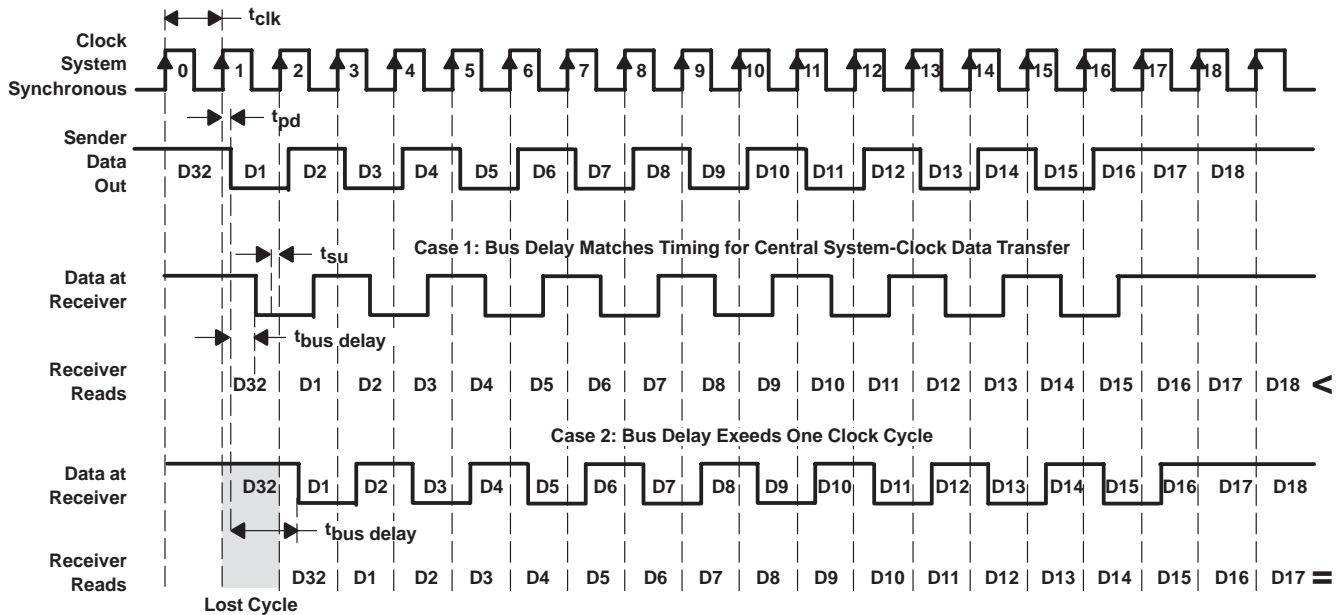 tclk
Clock
System
Synchronous
0 1 2 3 4 5 6 7 8 9 10 11 12 13 14 15 16 17 18
tpd
Sender
Data
Out
D32 D1 D2 D3 D4 D5 D6 D7 D8 D9 D10 D11 D12 D13 D14 D15 D16 D17 D18
Case 1: Bus Delay Matches Timing for Central System-Clock Data Transfer
tsu
Data at
Receiver
tbus delay
Receiver
Reads
D32 D1 D2 D3 D4 D5 D6 D7 D8 D9 D10 D11 D12 D13 D14 D15 D16 D17 D18 <
Case 2: Bus Delay Exeeds One Clock Cycle
Data at
Receiver
D32 D1 D2 D3 D4 D5 D6 D7 D8 D9 D10 D11 D12 D13 D14 D15 D16 D17 D18
tbus delay
Receiver
Reads
D32 D1 D2 D3 D4 D5 D6 D7 D8 D9 D10 D11 D12 D13 D14 D15 D16 D17 =
Lost Cycle